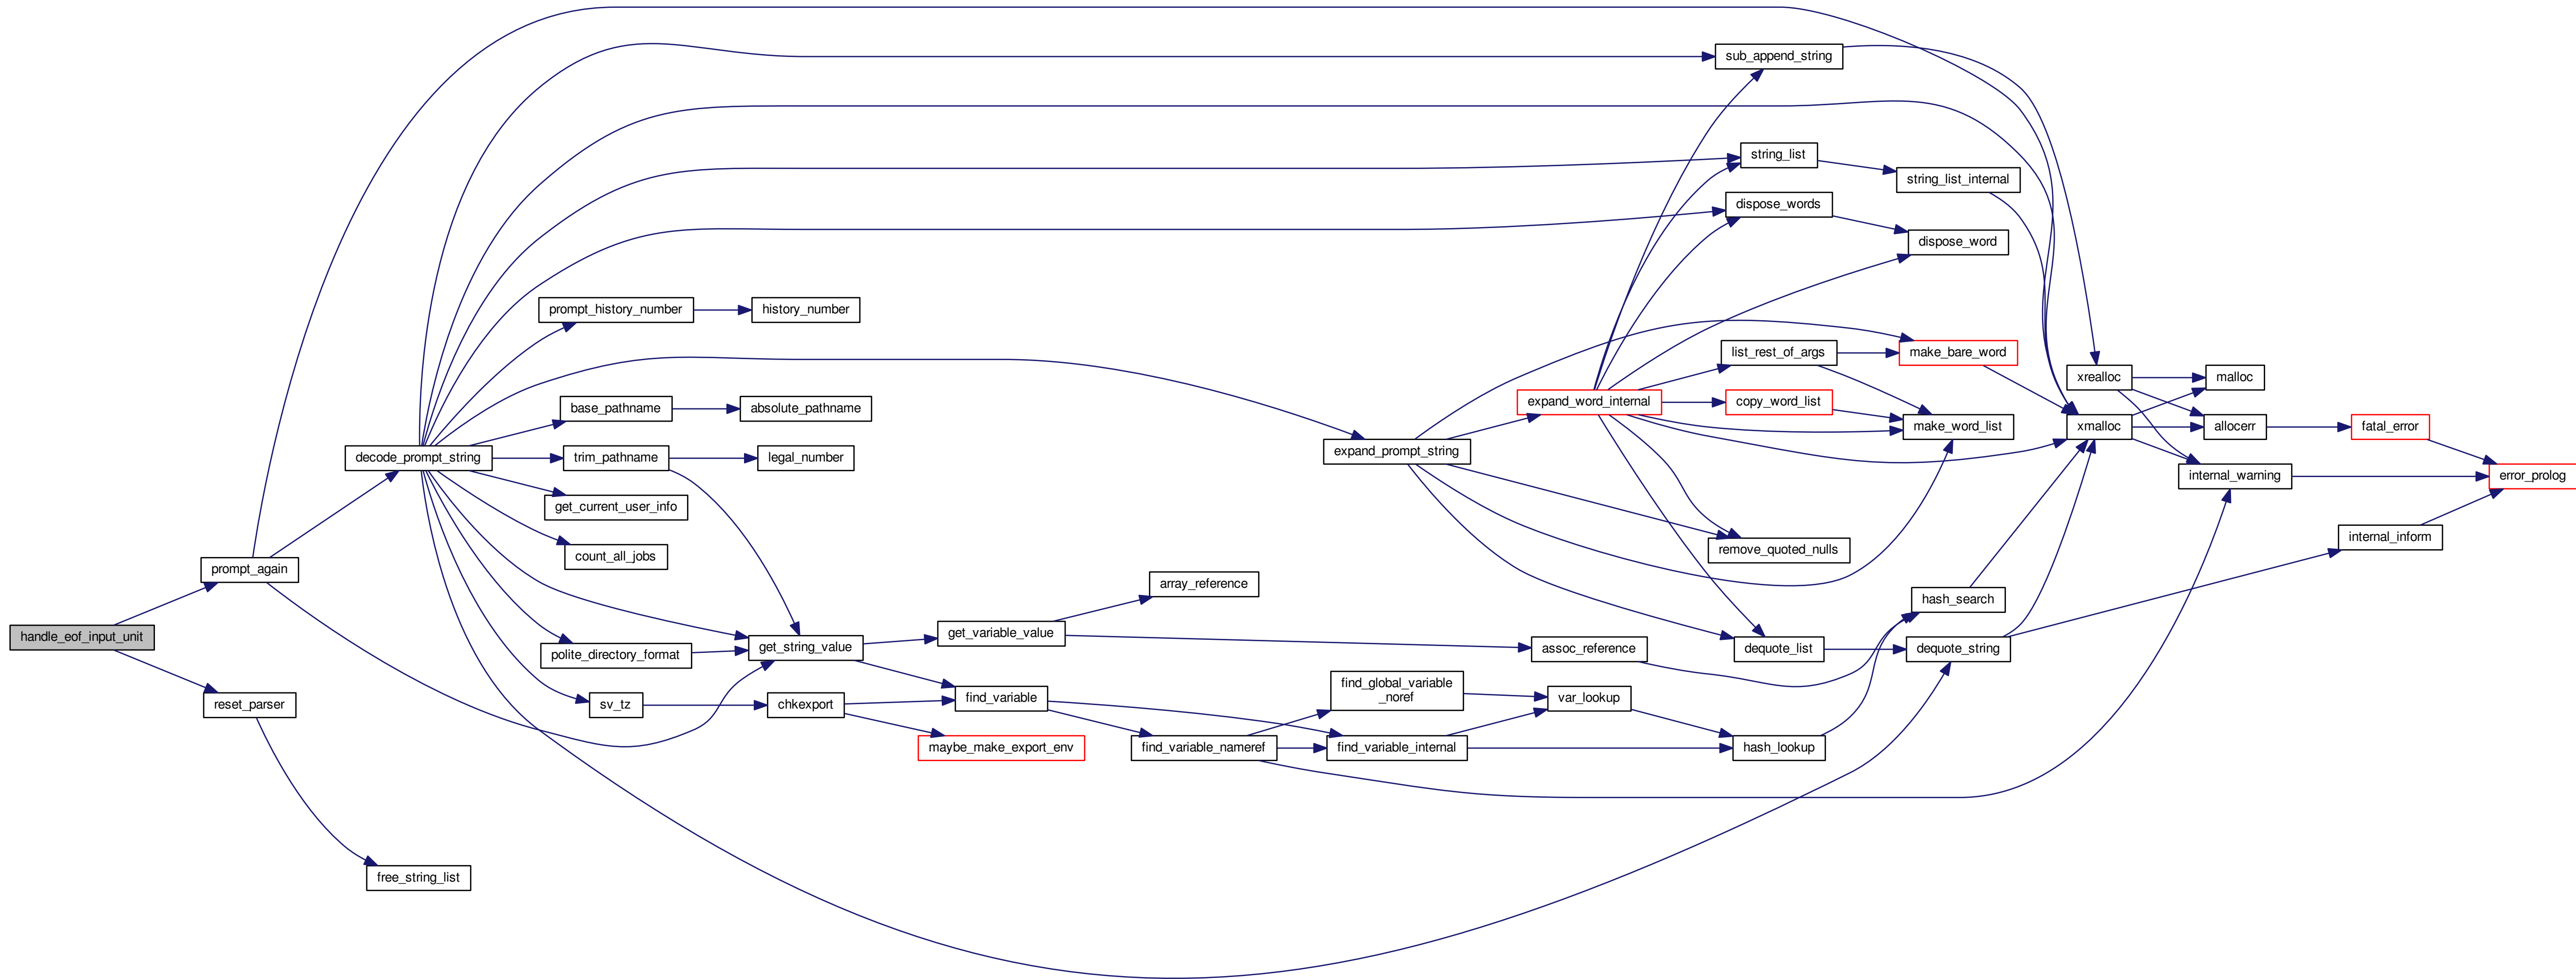 handle_eof_input_unit
prompt_again
reset_parser
decode_prompt_string
free_string_list
prompt_history_number
base_pathname
trim_pathname
get_current_user_info
count_all_jobs
polite_directory_format
sv_tz
history_number
absolute_pathname
legal_number
get_string_value
chkexport
get_variable_value
find_variable
maybe_make_export_env
array_reference
find_variable_nameref
expand_prompt_string
find_global_variable
_noref
find_variable_internal
expand_word_internal
assoc_reference
var_lookup
sub_append_string
string_list
dispose_words
list_rest_of_args
copy_word_list
remove_quoted_nulls
dequote_list
hash_lookup
string_list_internal
dispose_word
make_bare_word
make_word_list
hash_search
dequote_string
xrealloc
xmalloc
malloc
allocerr
internal_warning
fatal_error
internal_inform
error_prolog